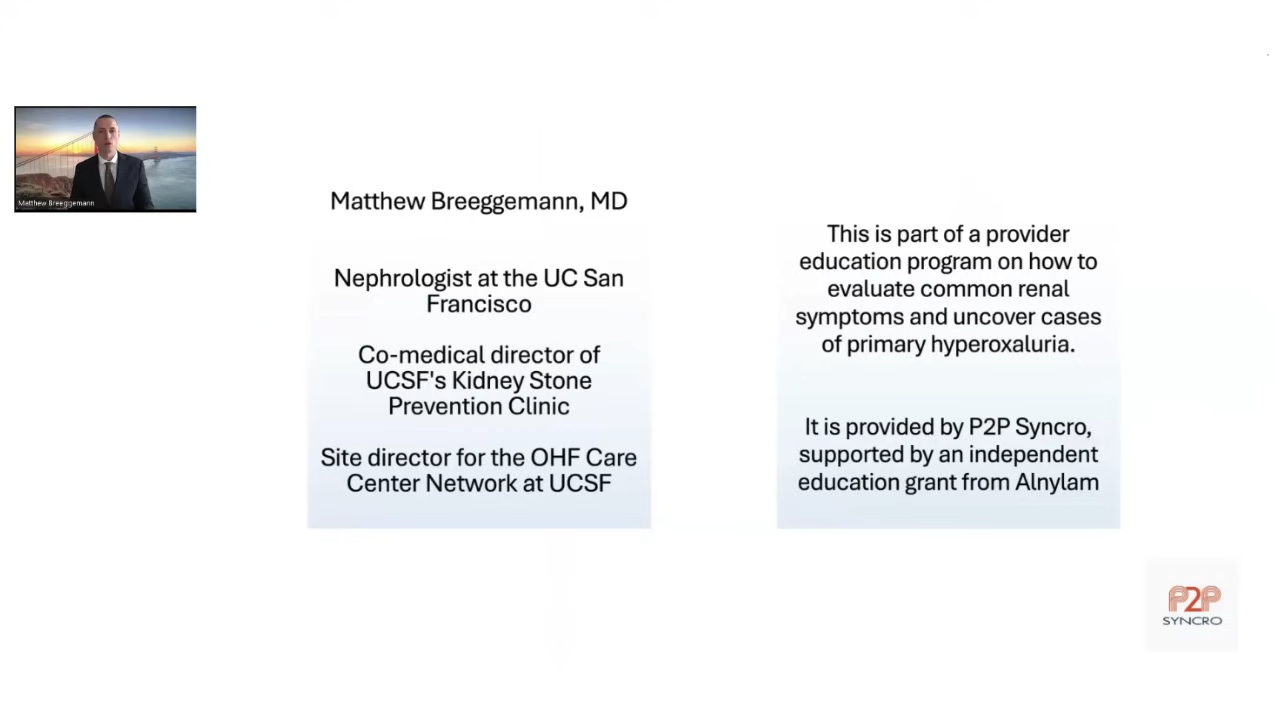 Matthew Breeggemann
Matthew Breeggemann, MD
Nephrologist at the UC San
Francisco
Co-medical director of
UCSF's Kidney Stone
Prevention Clinic
Site director for the OHF Care
Center Network at UCSF
This is part of a provider
education program on how to
evaluate common renal
symptoms and uncover cases
of primary hyperoxaluria.
It is provided by P2P Syncro,
supported by an independent
education grant from Alnylam
P2P
SYNCRO